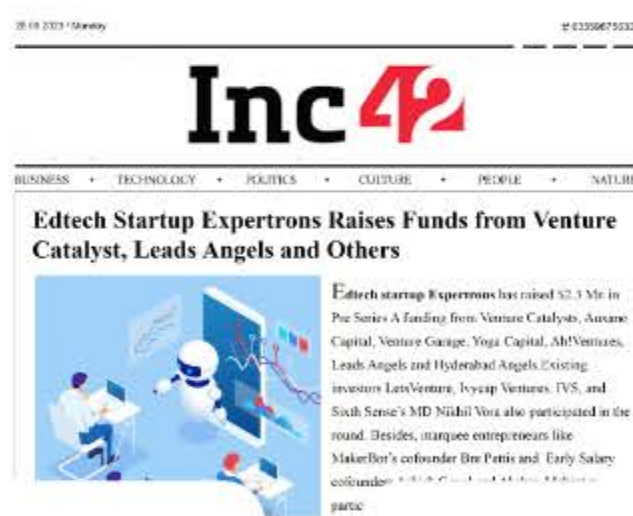 28 08 2023 / Monday
Inc42
BUSINESS • TECHNOLOGY • POLITICS • CULTURE • PEOPLE • NATURE
Edtech Startup Expertrons Raises Funds from Venture
Catalyst, Leads Angels and Others
Edtech startup Expertrons has raised $2.3 Mn in
Pre Series A funding from Venture Catalysts, Auxano
Capital, Venture Garage, Yoga Capital, Ah!Ventures,
Leads Angels and Hyderabad Angels.Existing
investors LetsVenture, Ivycap Ventures, IVS, and
Sixth Sense's MD Nikhil Vora also participated in the
round. Besides, marquee entrepreneurs like
MakerBot's cofounder Bre Pettis and Early Salary
partic